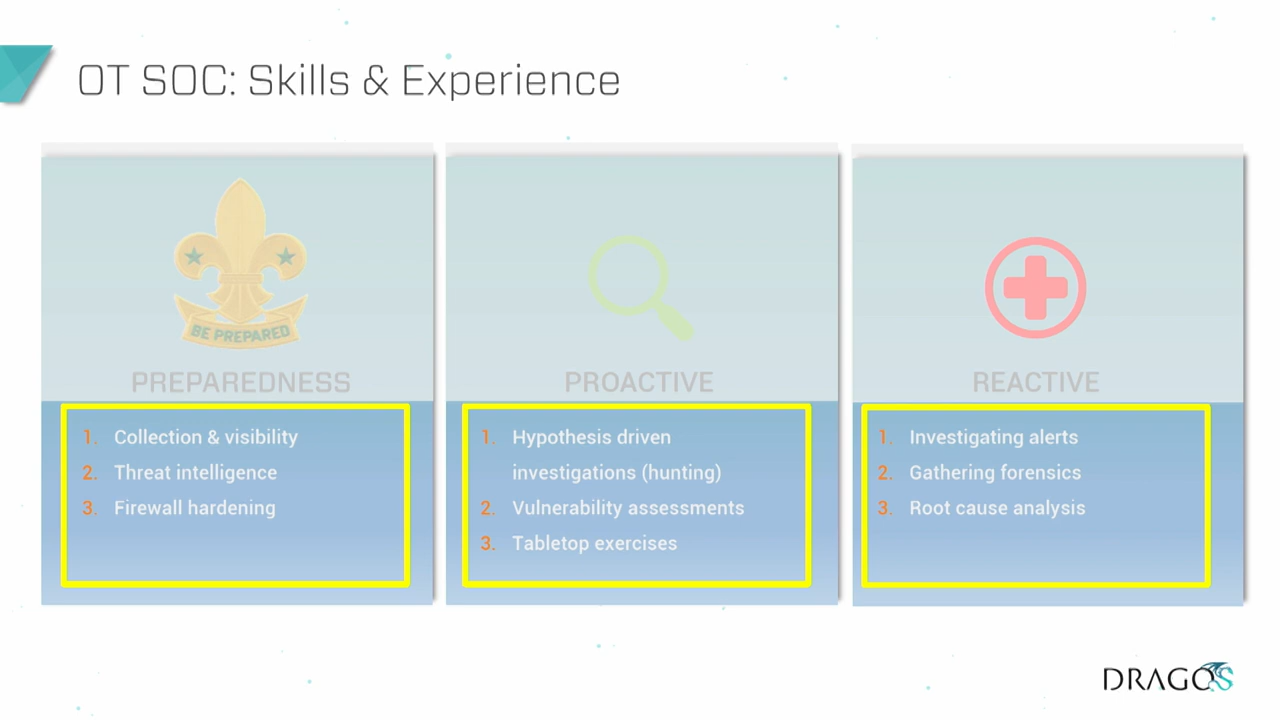 OT SOC: Skills & Experience
BE PREPARED
PREPAREDNESS
1. Collection & visibility
2. Threat intelligence
3. Firewall hardening
PROACTIVE
1. Hypothesis driven
investigations (hunting)
2. Vulnerability assessments
3. Tabletop exercises
REACTIVE
1. Investigating alerts
2. Gathering forensics
3. Root cause analysis
DRAGOS